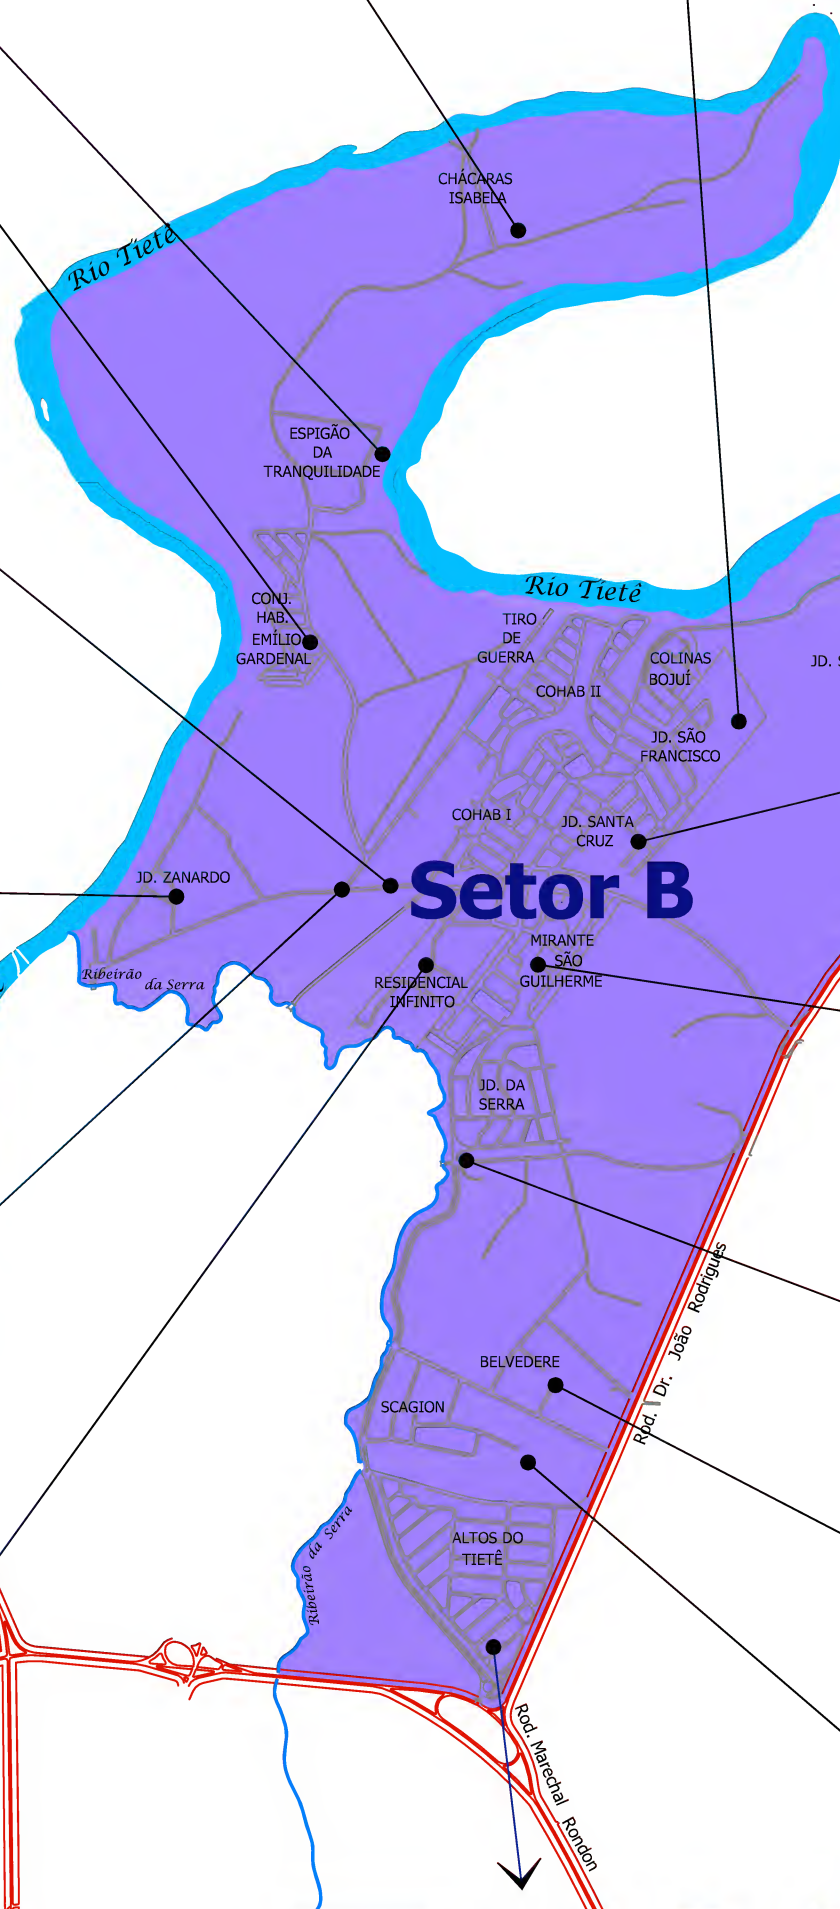 CHÁCARAS
ISABELA
Rio Tietê
ESPIGÃO
DA
TRANQUILIDADE
Rio Tietê
CONJ.
HAB.
EMÍLIO
GARDENAL
TIRO
DE
GUERRA
COHAB II
COLINAS
BOJUÍ
JD. SÃO
FRANCISCO
COHAB I
JD. SANTA
CRUZ
JD. ZANARDO
Setor B
MIRANTE
SÃO
GUILHERME
Ribeirão
da Serra
RESIDENCIAL
INFINITO
JD. DA
SERRA
Rod. Dr. João Rodrigues
BELVEDERE
SCAGION
ALTOS DO
TIETÊ
Ribeirão da Serra
Rod. Marechal Rondon